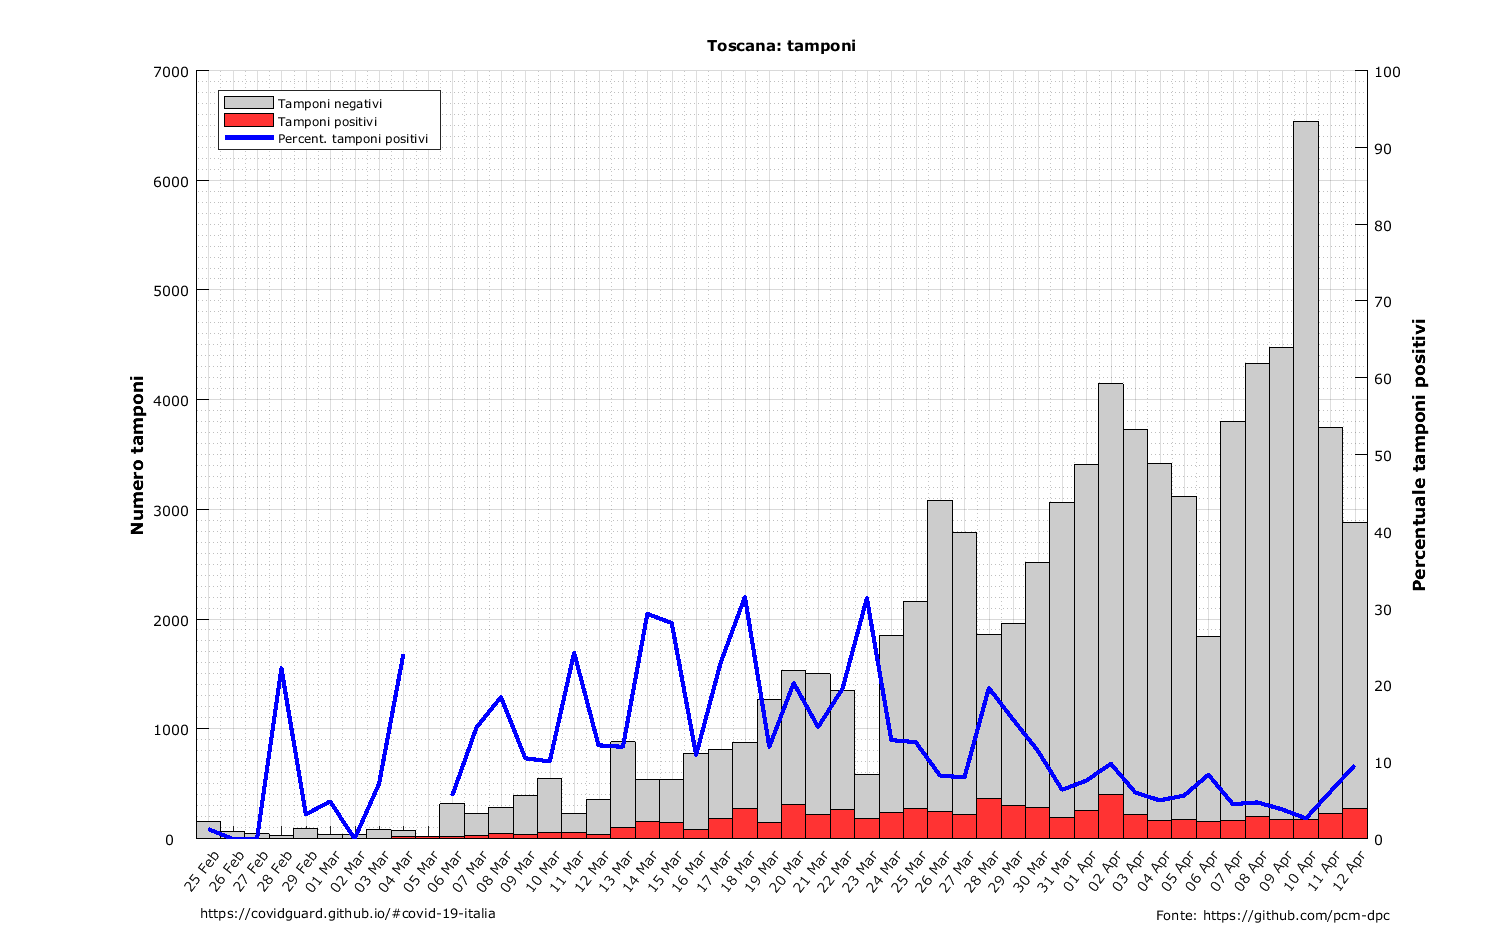 Toscana: tamponi
7000
6000
5000
4000
3000
2000
1000
0
Numero tamponi
Tamponi negativi
Tamponi positivi
Percent. tamponi positivi
100
90
80
70
60
50
40
30
20
10
0
Percentuale tamponi positivi
25 Feb
26 Feb
27 Feb
28 Feb
29 Feb
01 Mar
02 Mar
03 Mar
04 Mar
05 Mar
06 Mar
07 Mar
08 Mar
09 Mar
10 Mar
11 Mar
12 Mar
13 Mar
14 Mar
15 Mar
16 Mar
17 Mar
18 Mar
19 Mar
20 Mar
21 Mar
22 Mar
23 Mar
24 Mar
25 Mar
26 Mar
27 Mar
28 Mar
29 Mar
30 Mar
31 Mar
01 Apr
02 Apr
03 Apr
04 Apr
05 Apr
06 Apr
07 Apr
08 Apr
09 Apr
10 Apr
11 Apr
12 Apr
https://covidguard.github.io/#covid-19-italia
Fonte: https://github.com/pcm-dpc